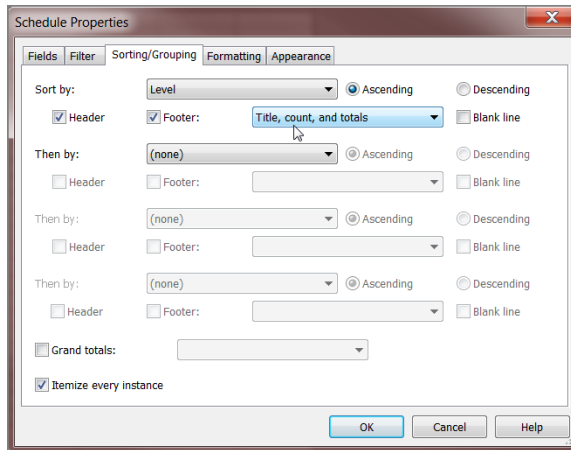 Schedule Properties
Fields Filter Sorting/Grouping Formatting Appearance
Sort by: Level Ascending Descending
Header Footer: Title, count, and totals Blank line
Then by: (none) Ascending Descending
Header Footer: Blank line
Then by: (none) Ascending Descending
Header Footer: Blank line
Then by: (none) Ascending Descending
Header Footer: Blank line
Grand totals:
Itemize every instance
OK Cancel Help